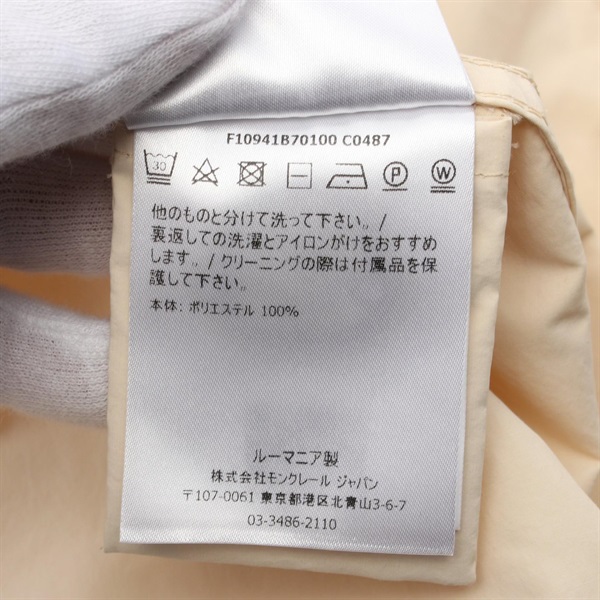 F10941B70100 C0487
30
P
W
他のものと分けて洗って下さい。/
裏返しての洗濯とアイロンがけをおすすめ
します。/ クリーニングの際は付属品を保
護して下さい。
本体: ポリエステル 100%
ルーマニア製
株式会社モンクレール ジャパン
〒107-0061 東京都港区北青山3-6-7
03-3486-2110